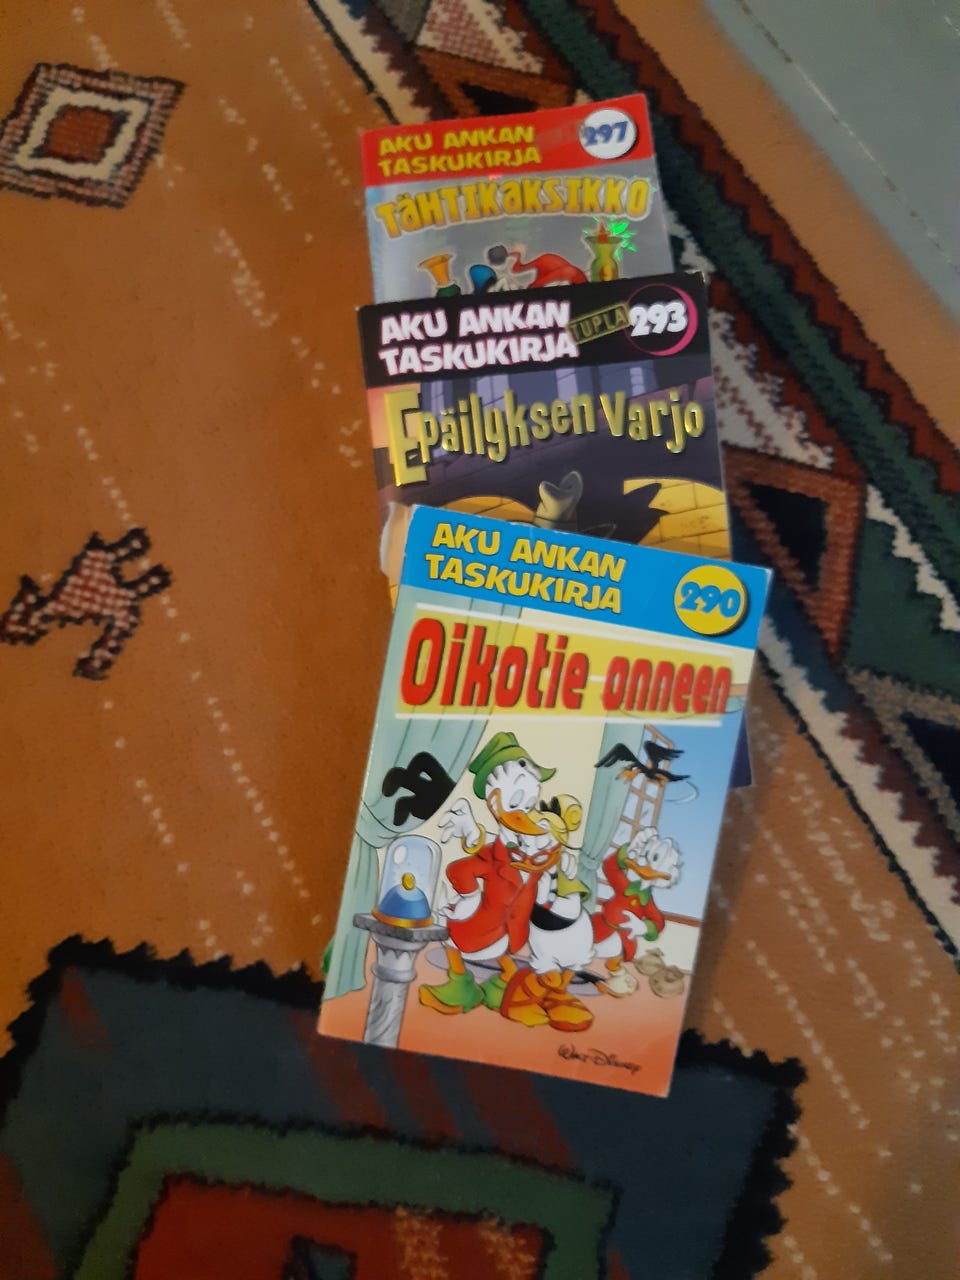 AKU ANKAN
TASKUKIRJA
297
TÄHTIKAKSIKKO
AKU ANKAN
TASKUKIRJA
TUPLA
293
Epäilyksen Varjo
AKU ANKAN
TASKUKIRJA
290
Oikotie onneen
Walt Disney